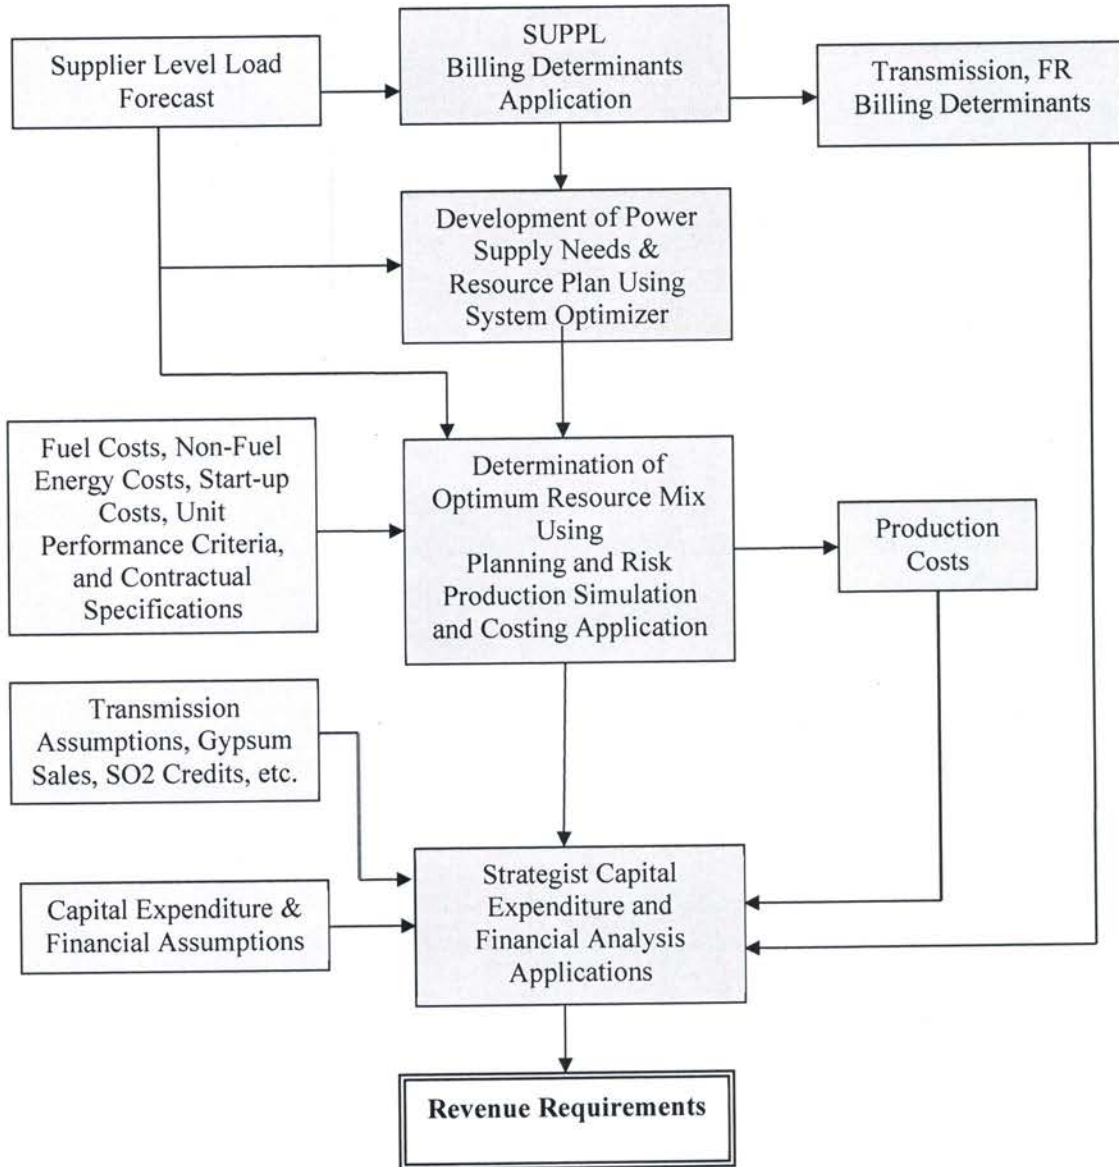 Supplier Level Load
Forecast
SUPPL
Billing Determinants
Application
Transmission, FR
Billing Determinants
Development of Power
Supply Needs &
Resource Plan Using
System Optimizer
Fuel Costs, Non-Fuel
Energy Costs, Start-up
Costs, Unit
Performance Criteria,
and Contractual
Specifications
Determination of
Optimum Resource Mix
Using
Planning and Risk
Production Simulation
and Costing Application
Production
Costs
Transmission
Assumptions, Gypsum
Sales, SO2 Credits, etc.
Capital Expenditure &
Financial Assumptions
Strategist Capital
Expenditure and
Financial Analysis
Applications
Revenue Requirements